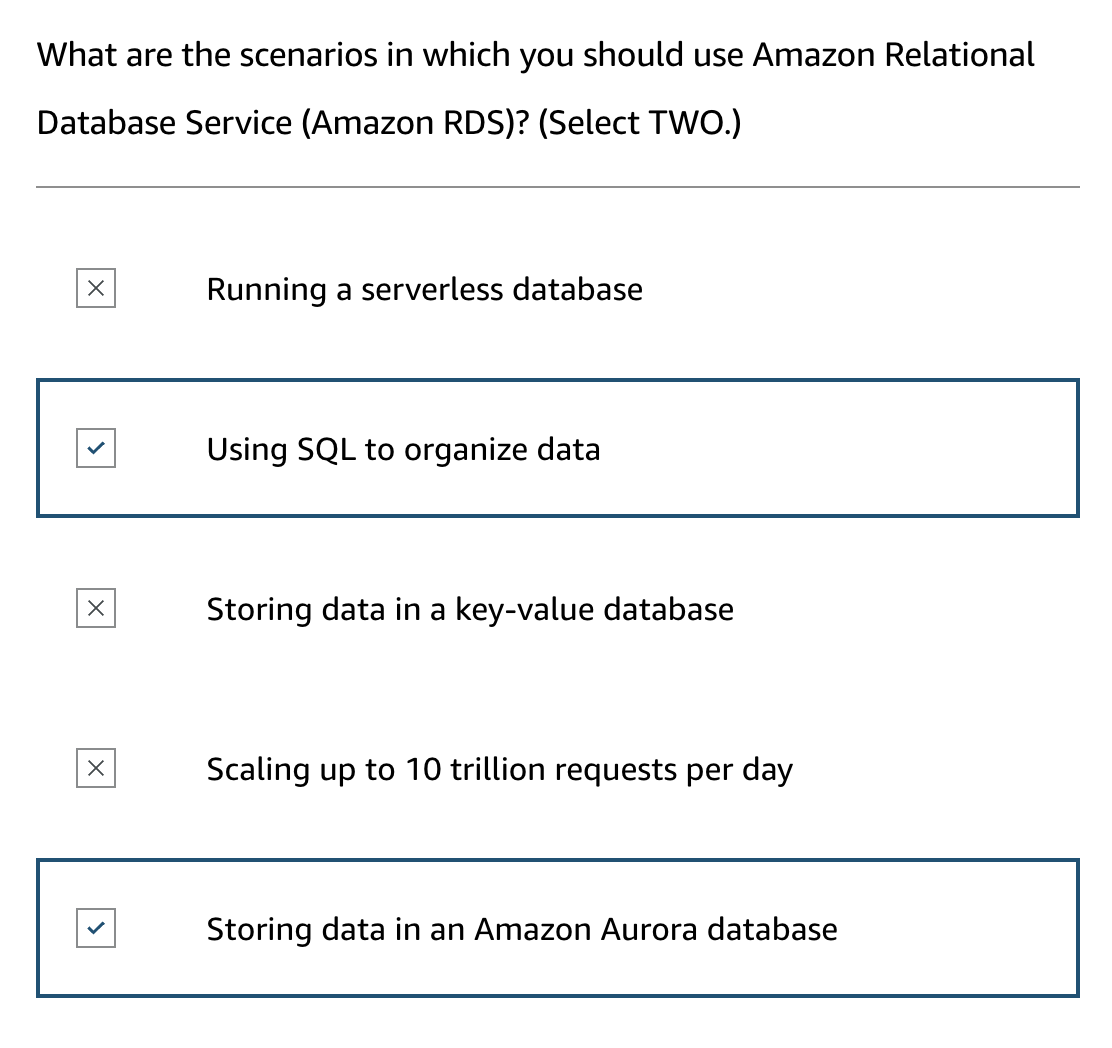 What are the scenarios in which you should use Amazon Relational
Database Service (Amazon RDS)? (Select TWO.)
Running a serverless database
Using SQL to organize data
Storing data in a key-value database
Scaling up to 10 trillion requests per day
Storing data in an Amazon Aurora database